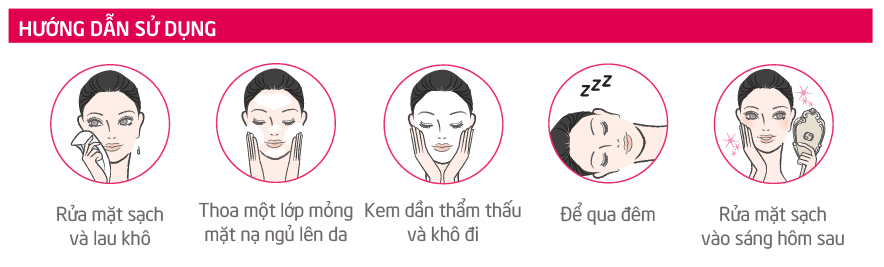 HƯỚNG DẪN SỬ DỤNG
zzz
Rửa mặt sạch
và lau khô
Thoa một lớp mỏng
mặt nạ ngủ lên da
Kem dần thẩm thấu
và khô đi
Để qua đêm
Rửa mặt sạch
vào sáng hôm sau